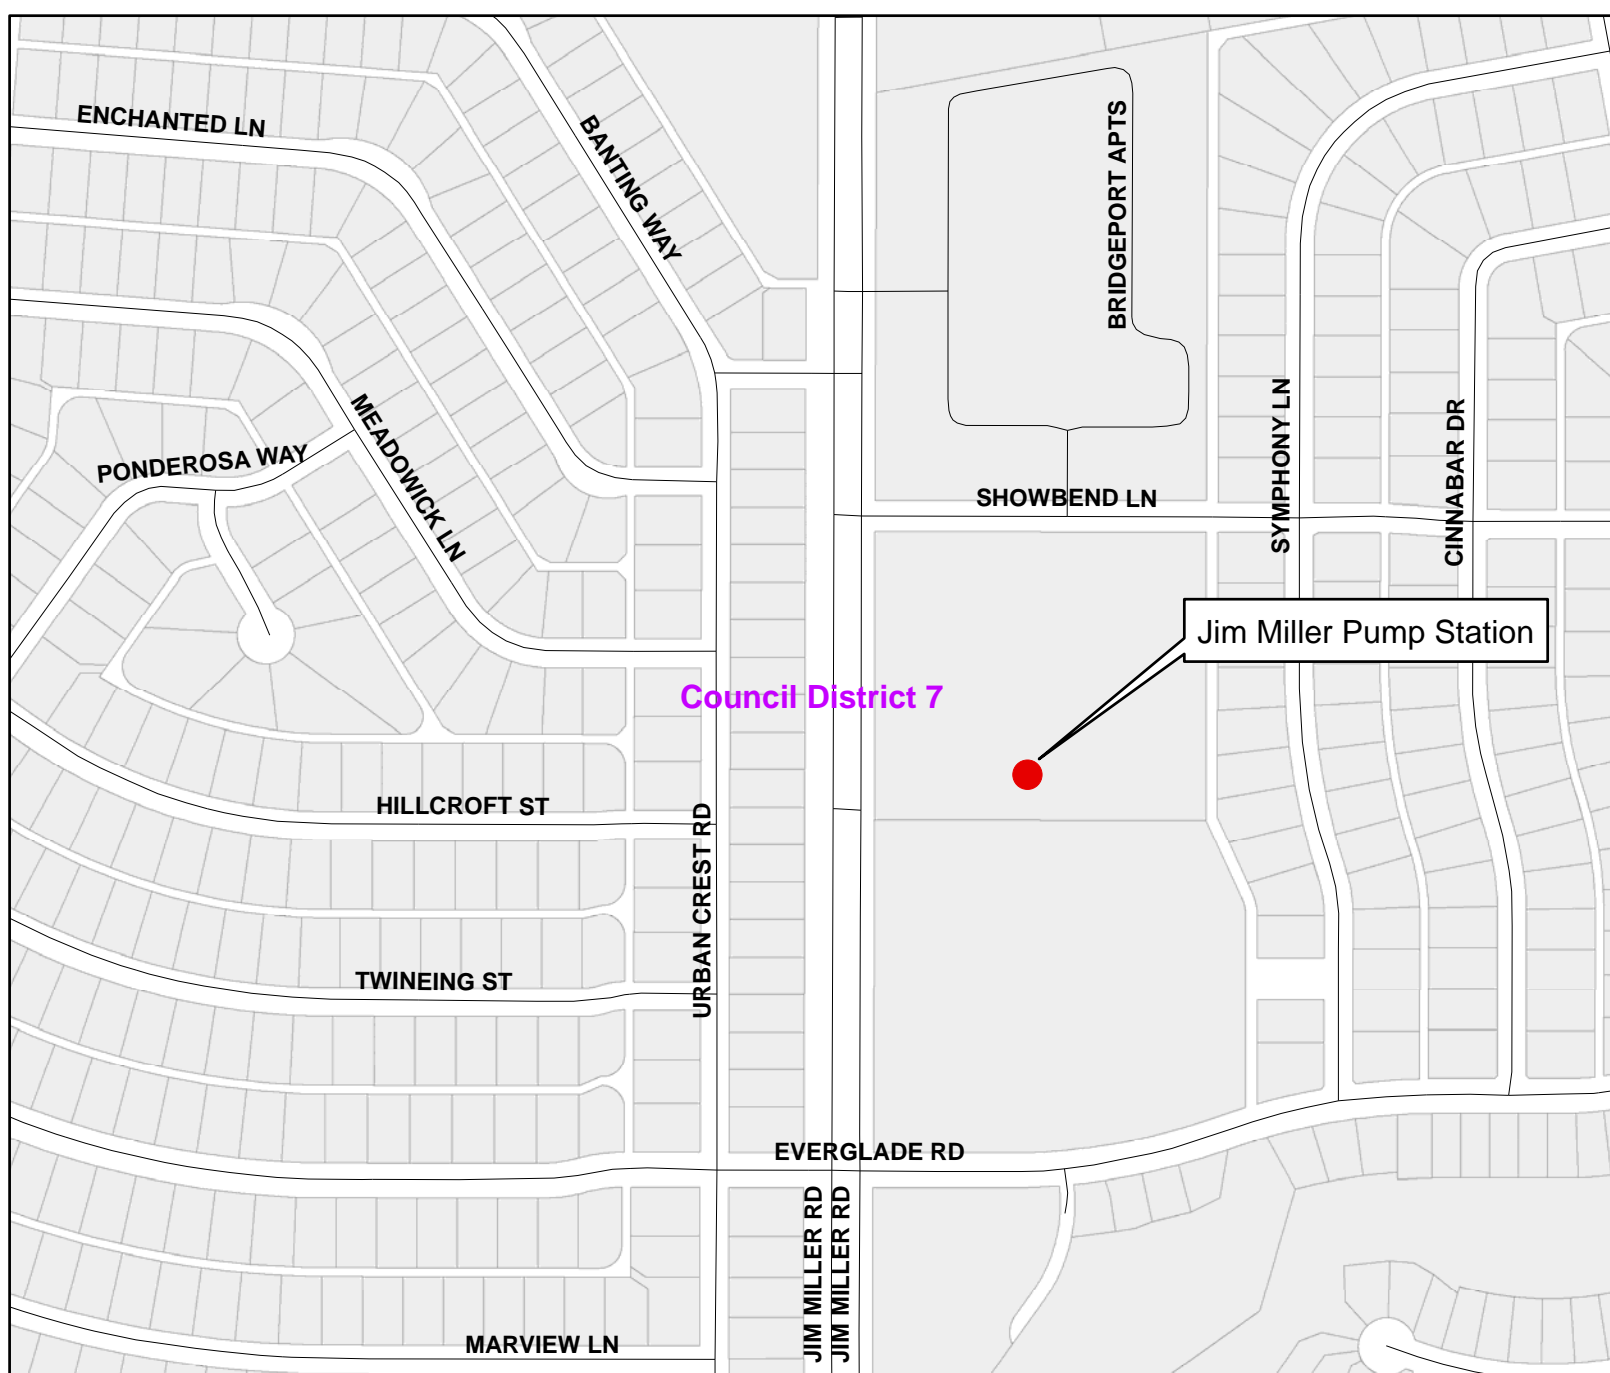 ENCHANTED LN
BANTING WAY
BRIDGEPORT APTS
MEADOWICK LN
PONDEROSA WAY
SYMPHONY LN
CINNABAR DR
SHOWBEND LN
Jim Miller Pump Station
Council District 7
HILLCROFT ST
URBAN CREST RD
TWINEING ST
EVERGLADE RD
JIM MILLER RD
JIM MILLER RD
MARVIEW LN